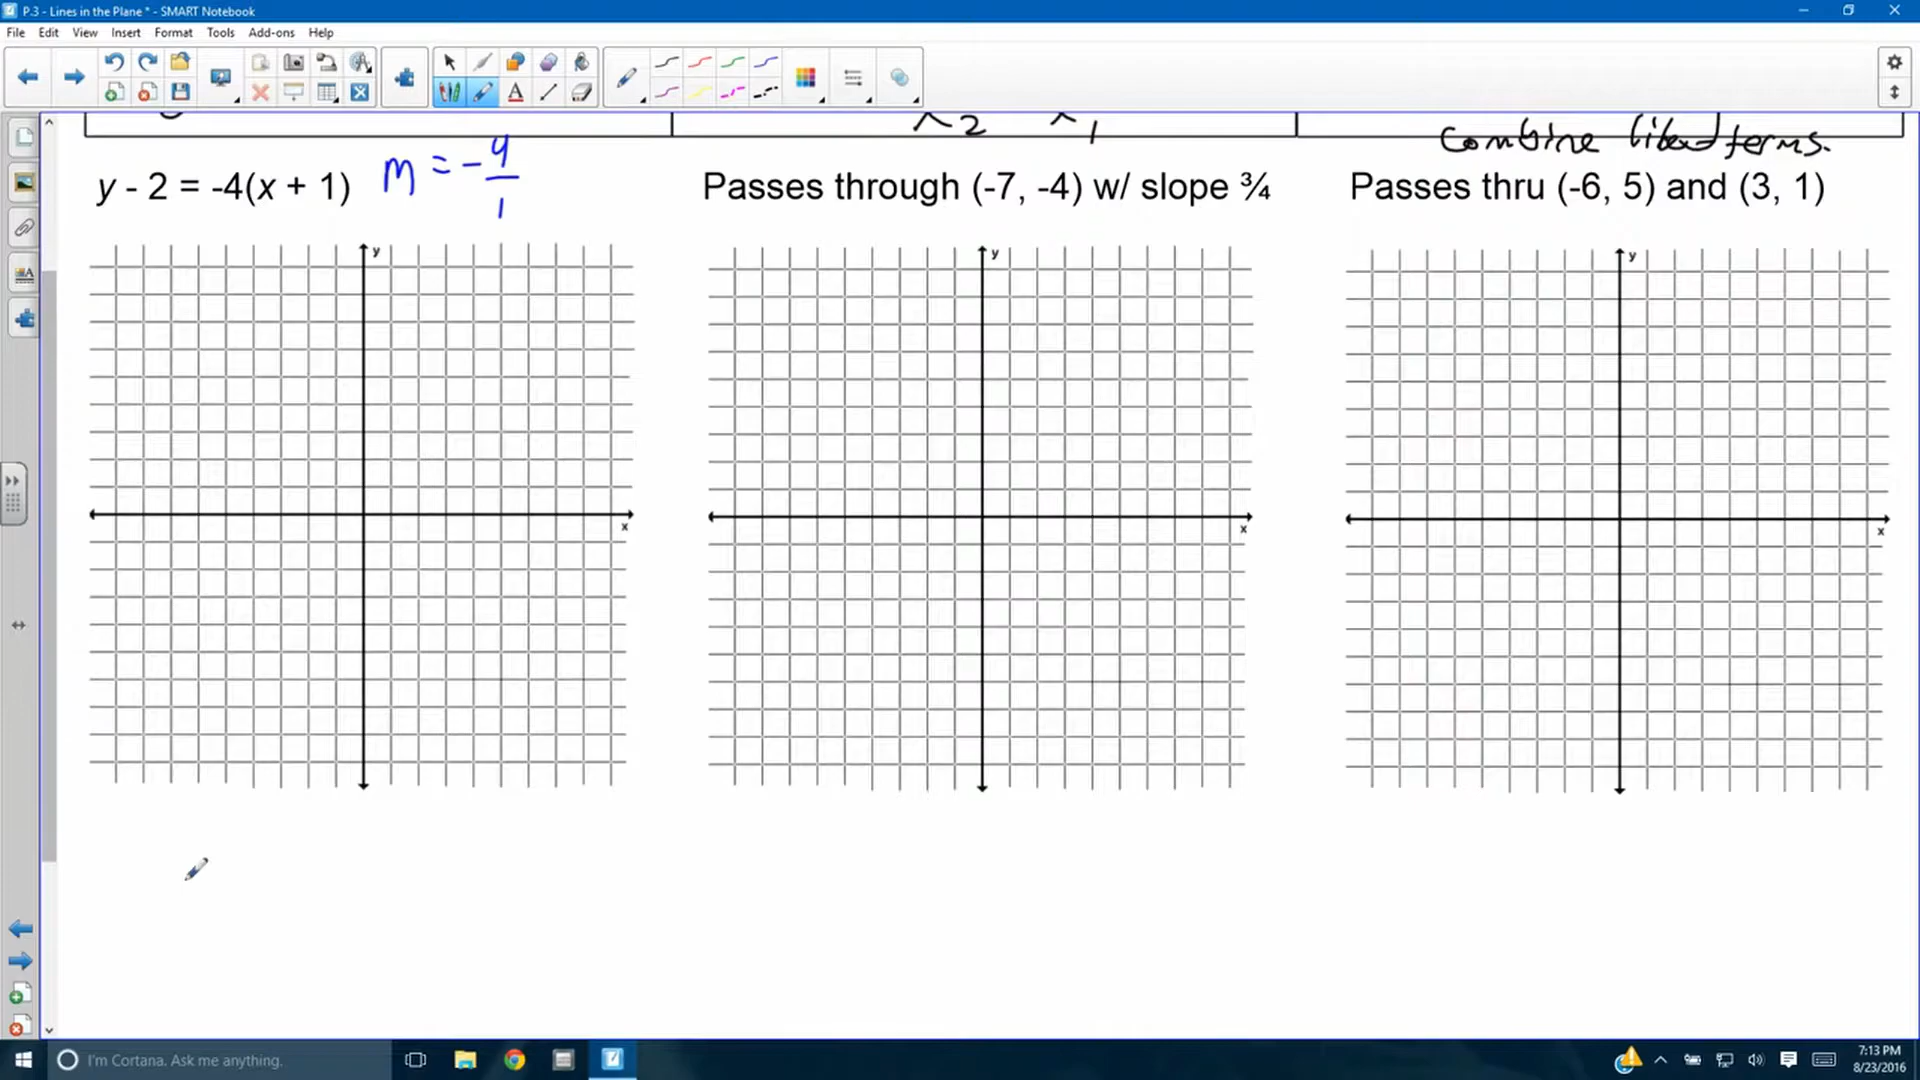 P.3 - Lines in the Plane * - SMART Notebook
File Edit View Insert Format Tools Add-ons Help
x2 x1
Combine like terms.
y - 2 = -4(x + 1) m = -4/1
Passes through (-7, -4) w/ slope ¾
Passes thru (-6, 5) and (3, 1)
y
y
y
x
x
x
I'm Cortana. Ask me anything.
7:13 PM
8/23/2016